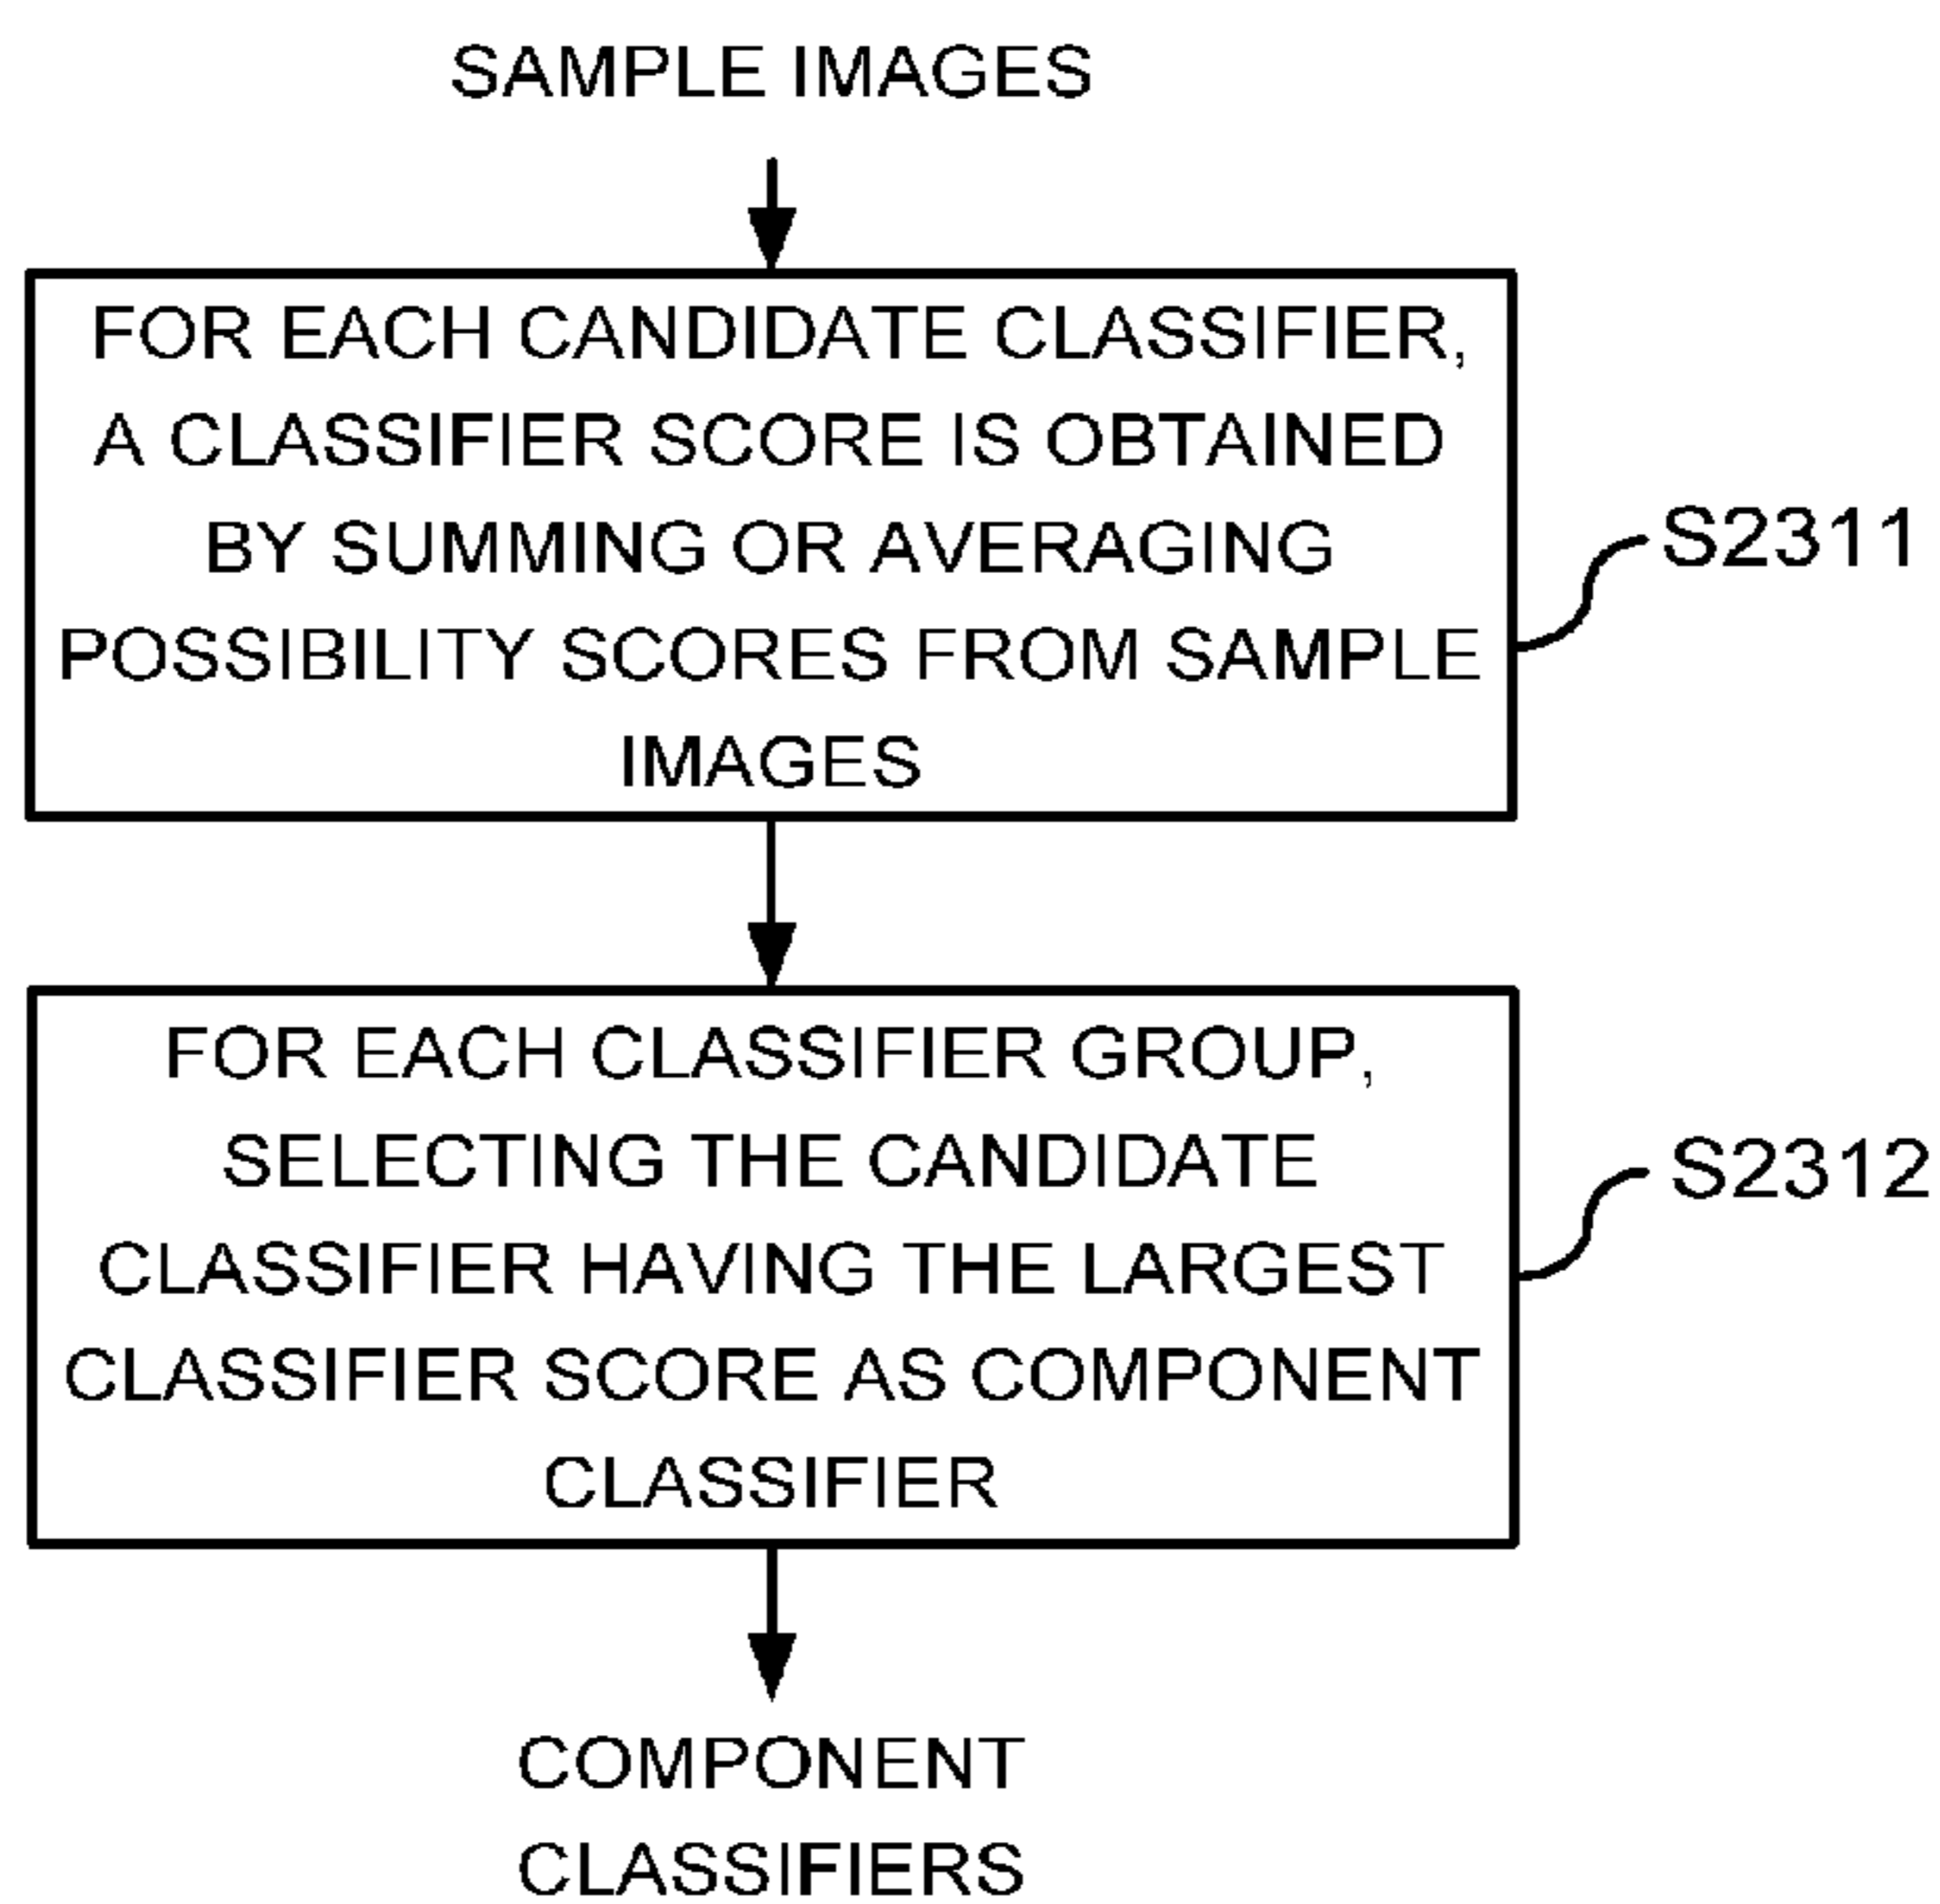 SAMPLE IMAGES
FOR EACH CANDIDATE CLASSIFIER,
A CLASSIFIER SCORE IS OBTAINED
BY SUMMING OR AVERAGING
POSSIBILITY SCORES FROM SAMPLE
IMAGES
S2311
FOR EACH CLASSIFIER GROUP,
SELECTING THE CANDIDATE
CLASSIFIER HAVING THE LARGEST
CLASSIFIER SCORE AS COMPONENT
CLASSIFIER
S2312
COMPONENT
CLASSIFIERS